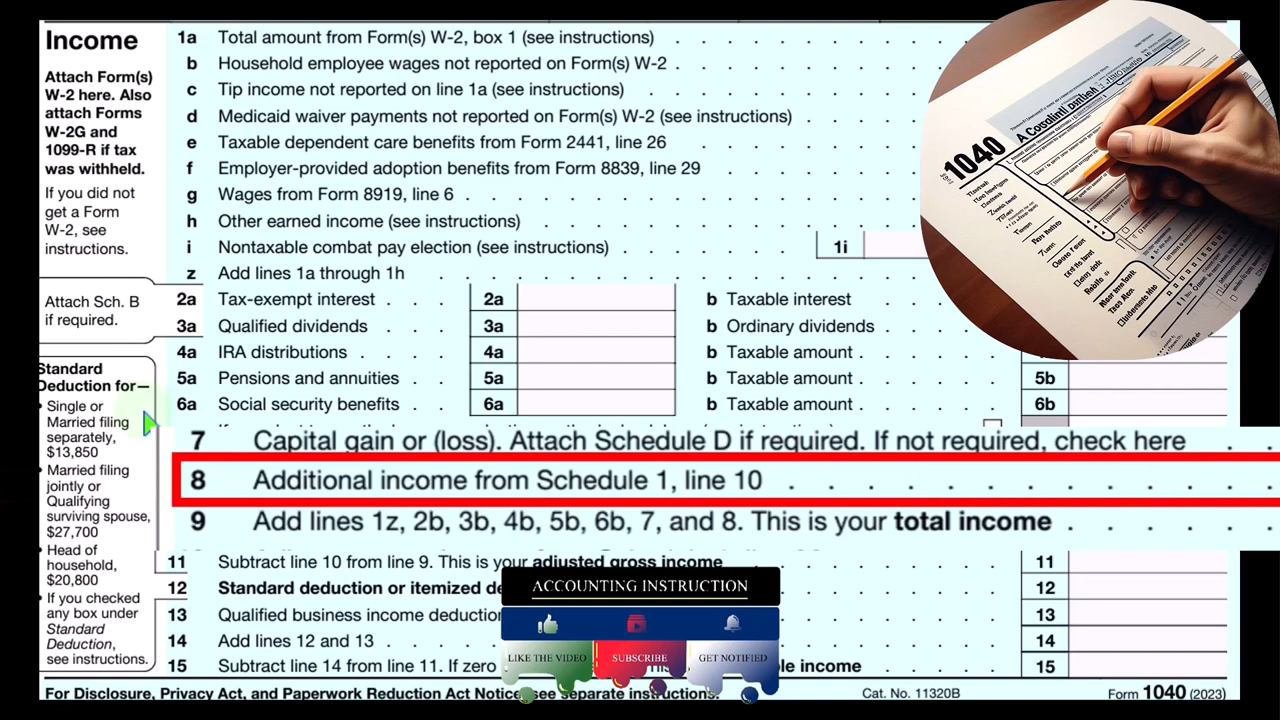 Income
Attach Form(s)
W-2 here. Also
attach Forms
W-2G and
1099-R if tax
was withheld.
If you did not
get a Form
W-2, see
instructions.
Attach Sch. B
if required.
Standard
Deduction for—
• Single or
Married filing
separately,
$13,850
• Married filing
jointly or
Qualifying
surviving spouse,
$27,700
• Head of
household,
$20,800
• If you checked
any box under
Standard
Deduction,
see instructions.
1a Total amount from Form(s) W-2, box 1 (see instructions)
b Household employee wages not reported on Form(s) W-2
c Tip income not reported on line 1a (see instructions)
d Medicaid waiver payments not reported on Form(s) W-2 (see instructions)
e Taxable dependent care benefits from Form 2441, line 26
f Employer-provided adoption benefits from Form 8839, line 29
g Wages from Form 8919, line 6
h Other earned income (see instructions)
i Nontaxable combat pay election (see instructions) 1i
z Add lines 1a through 1h
2a Tax-exempt interest 2a b Taxable interest
3a Qualified dividends 3a b Ordinary dividends
4a IRA distributions 4a b Taxable amount
5a Pensions and annuities 5a b Taxable amount 5b
6a Social security benefits 6a b Taxable amount 6b
7 Capital gain or (loss). Attach Schedule D if required. If not required, check here
8 Additional income from Schedule 1, line 10
9 Add lines 1z, 2b, 3b, 4b, 5b, 6b, 7, and 8. This is your total income
11 Subtract line 10 from line 9. This is your adjusted gross income 11
12 Standard deduction or itemized de 12
13 Qualified business income deduction 13
14 Add lines 12 and 13 14
15 Subtract line 14 from line 11. If zero income 15
For Disclosure, Privacy Act, and Paperwork Reduction Act Notice, see separate instructions. Cat. No. 11320B Form 1040 (2023)
1040
ACCOUNTING INSTRUCTION
LIKE THE VIDEO SUBSCRIBE GET NOTIFIED